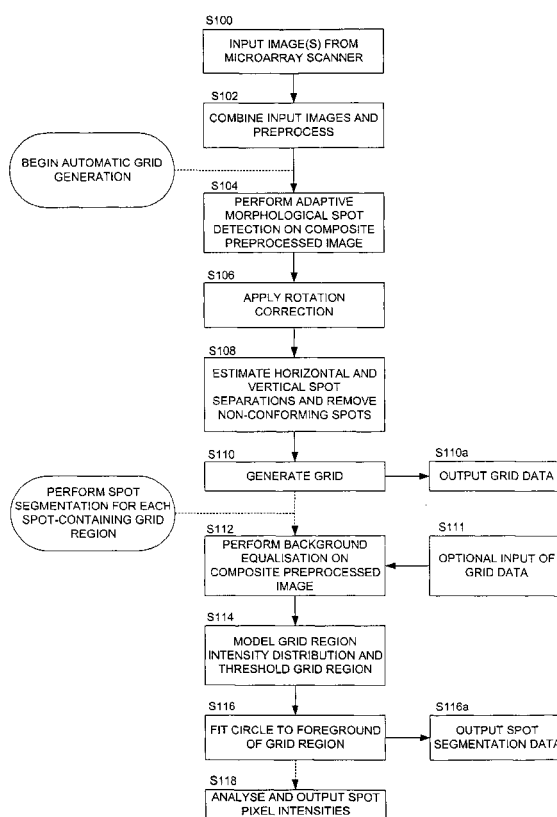 S100
INPUT IMAGE(S) FROM
MICROARRAY SCANNER
S102
COMBINE INPUT IMAGES AND
PREPROCESS
BEGIN AUTOMATIC GRID
GENERATION
S104
PERFORM ADAPTIVE
MORPHOLOGICAL SPOT
DETECTION ON COMPOSITE
PREPROCESSED IMAGE
S106
APPLY ROTATION
CORRECTION
S108
ESTIMATE HORIZONTAL AND
VERTICAL SPOT
SEPARATIONS AND REMOVE
NON-CONFORMING SPOTS
S110
GENERATE GRID
S110a
OUTPUT GRID DATA
PERFORM SPOT
SEGMENTATION FOR EACH
SPOT-CONTAINING GRID
REGION
S112
PERFORM BACKGROUND
EQUALISATION ON
COMPOSITE PREPROCESSED
IMAGE
S111
OPTIONAL INPUT OF
GRID DATA
S114
MODEL GRID REGION
INTENSITY DISTRIBUTION AND
THRESHOLD GRID REGION
S116
FIT CIRCLE TO FOREGROUND
OF GRID REGION
S116a
OUTPUT SPOT
SEGMENTATION DATA
S118
ANALYSE AND OUTPUT SPOT
PIXEL INTENSITIES